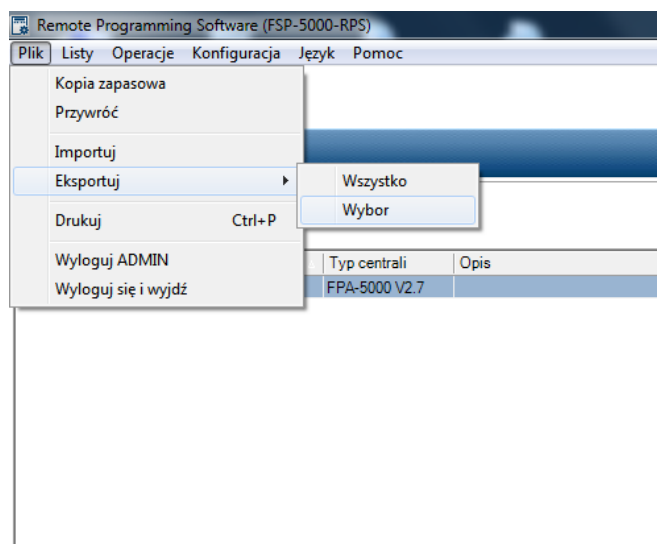 Remote Programming Software (FSP-5000-RPS)
Plik Listy Operacje Konfiguracja Język Pomoc
Kopia zapasowa
Przywróć
Importuj
Eksportuj
Wszystko
Wybor
Drukuj Ctrl+P
Wyloguj ADMIN
Wyloguj się i wyjdź
Typ centrali Opis
FPA-5000 V2.7